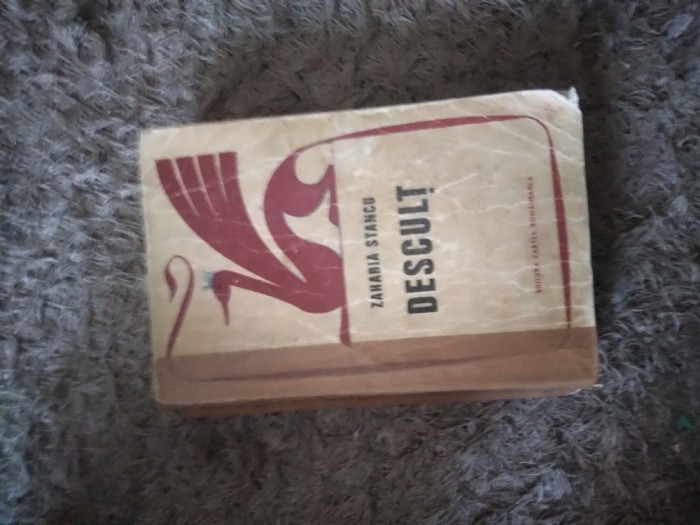 ZAHARIA STANCU
DESCULȚ
EDITURA CARTEA ROMÂNEASCĂ